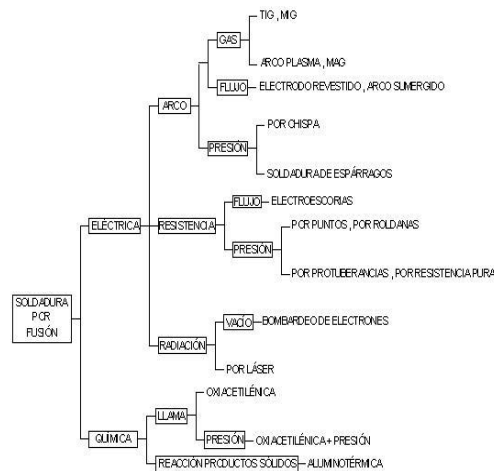 TIG , MIG
GAS
ARCO PLASMA , MAG
FLUJO
ELECTRODO REVESTIDO , ARCO SUMERGIDO
ARCO
POR CHISPA
PRESIÓN
SOLDADURA DE ESPÁRRAGOS
FLUJO
ELECTROESCORIAS
ELÉCTRICA
RESISTENCIA
POR PUNTOS , POR ROLDANAS
PRESIÓN
POR PROTUBERANCIAS , POR RESISTENCIA PURA
SOLDADURA
POR
FUSIÓN
VACÍO
BOMBARDEO DE ELECTRONES
RADIACIÓN
POR LÁSER
OXIACETILÉNICA
LLAMA
QUÍMICA
PRESIÓN
OXIACETILÉNICA + PRESIÓN
REACCIÓN PRODUCTOS SÓLIDOS
ALUMINOTÉRMICA